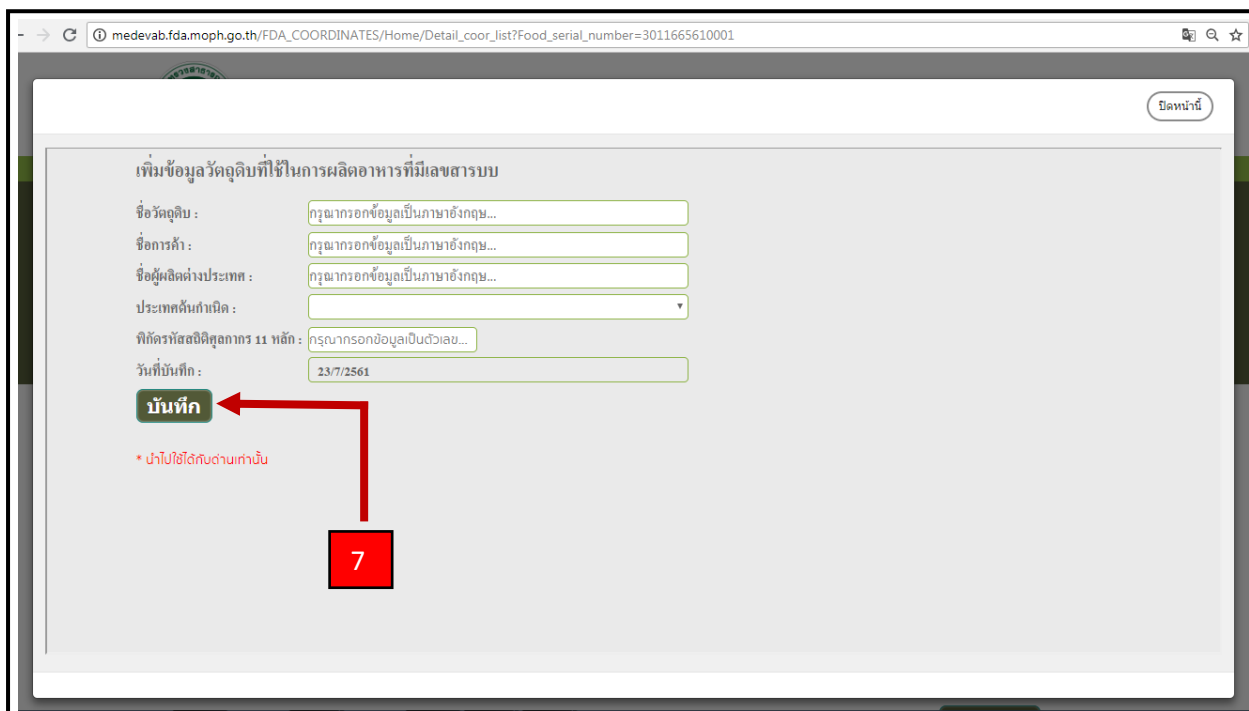 medevab.fda.moph.go.th/FDA_COORDINATES/Home/Detail_coor_list?Food_serial_number=3011665610001
ปิดหน้านี้
เพิ่มข้อมูลวัตถุดิบที่ใช้ในการผลิตอาหารที่มีเลขสารบบ
ชื่อวัตถุดิบ : กรุณากรอกข้อมูลเป็นภาษาอังกฤษ...
ชื่อการค้า : กรุณากรอกข้อมูลเป็นภาษาอังกฤษ...
ชื่อผู้ผลิตต่างประเทศ : กรุณากรอกข้อมูลเป็นภาษาอังกฤษ...
ประเทศต้นกำเนิด :
พิกัดรหัสสถิติศุลกากร 11 หลัก : กรุณากรอกข้อมูลเป็นตัวเลข...
วันที่บันทึก : 23/7/2561
บันทึก
* นำไปใช้ได้กับด่านเท่านั้น
7